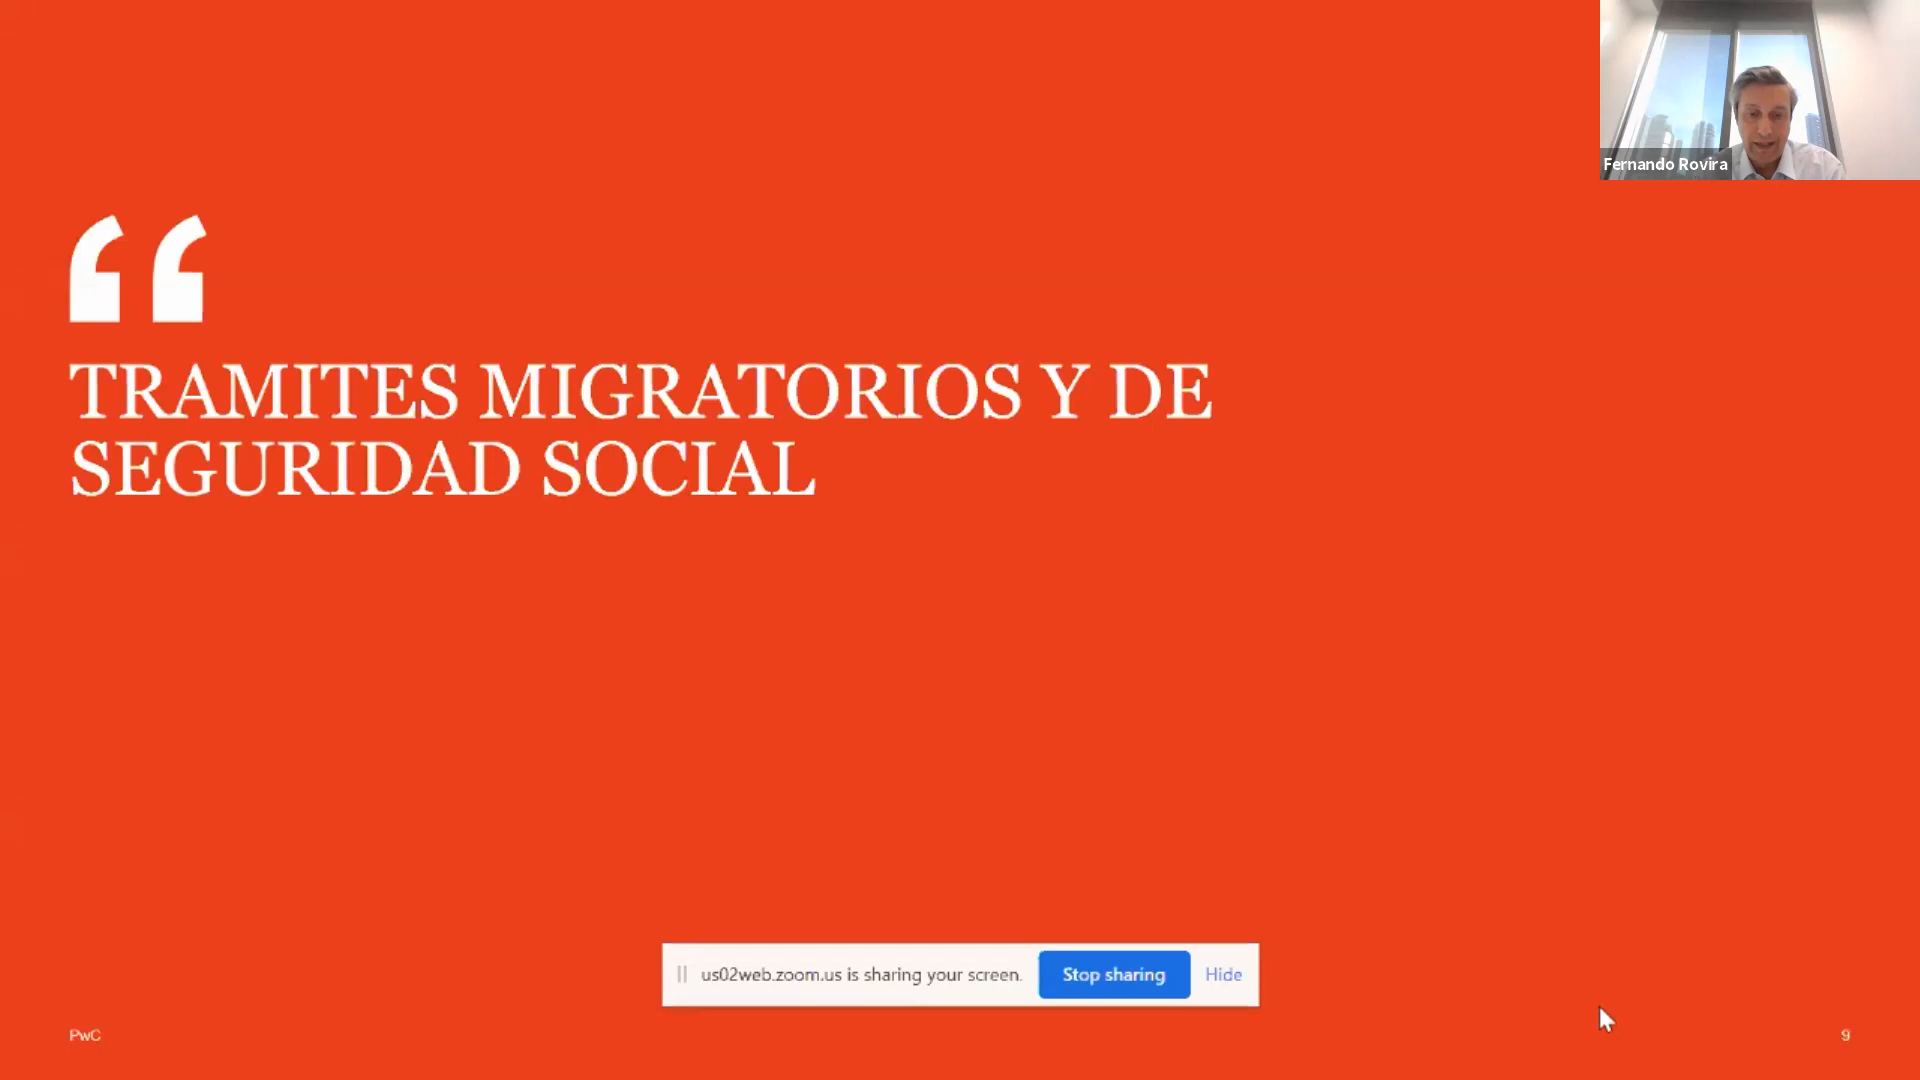 Fernando Rovira
“
TRAMITES MIGRATORIOS Y DE
SEGURIDAD SOCIAL
us02web.zoom.us is sharing your screen.
Stop sharing
Hide
PwC
9